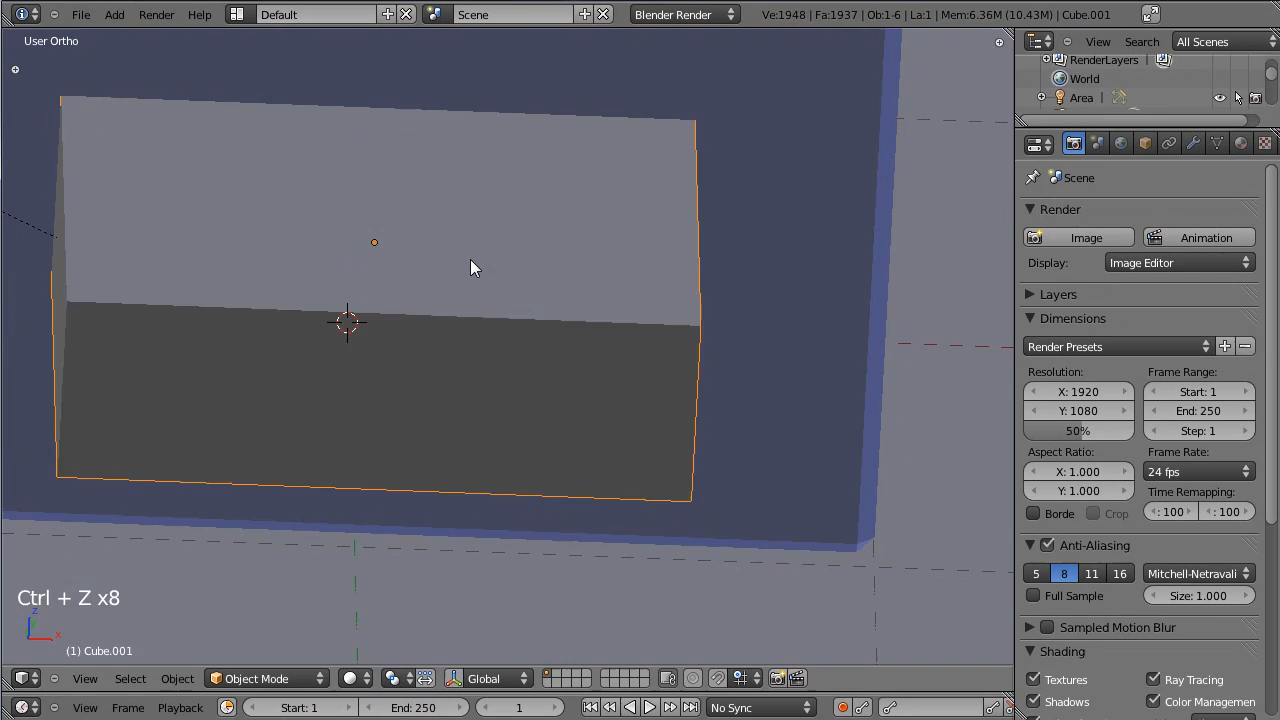 File Add Render Help Default Scene Blender Render Ve:1948 | Fa:1937 | Ob:1-6 | La:1 | Mem:6.36M (10.43M) | Cube.001
User Ortho
View Search All Scenes
RenderLayers |
World
Area |
Scene
Render
Image Animation
Display: Image Editor
Layers
Dimensions
Render Presets
Resolution: Frame Range:
X: 1920 Start: 1
Y: 1080 End: 250
50% Step: 1
Aspect Ratio: Frame Rate:
X: 1.000 24 fps
Y: 1.000 Time Remapping:
Borde Crop : 100 : 100
Anti-Aliasing
5 8 11 16 Mitchell-Netravali
Full Sample Size: 1.000
Sampled Motion Blur
Shading
Textures Ray Tracing
Shadows Color Managemen
Ctrl + Z x8
z
y
x
(1) Cube.001
View Select Object Object Mode Global
View Frame Playback Start: 1 End: 250 1 No Sync